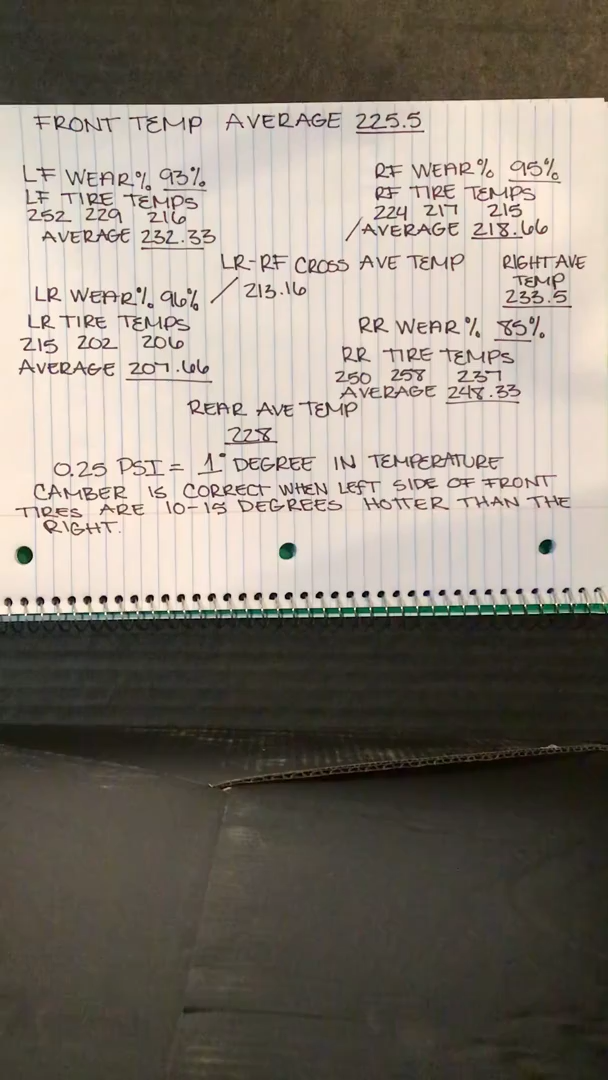 FRONT TEMP AVERAGE 225.5
LF WEAR% 93%
LF TIRE TEMPS
252 229 216
AVERAGE 232.33
RF WEAR% 95%
RF TIRE TEMPS
224 217 215
/AVERAGE 218.66
LR-RF CROSS AVE TEMP
/ 213.16
RIGHT AVE
TEMP
233.5
LR WEAR% 96%
LR TIRE TEMPS
215 202 206
AVERAGE 207.66
RR WEAR% 85%
RR TIRE TEMPS
250 258 237
AVERAGE 248.33
REAR AVE TEMP
228
0.25 PSI = 1° DEGREE IN TEMPERATURE
CAMBER IS CORRECT WHEN LEFT SIDE OF FRONT
TIRES ARE 10-15 DEGREES HOTTER THAN THE
RIGHT.